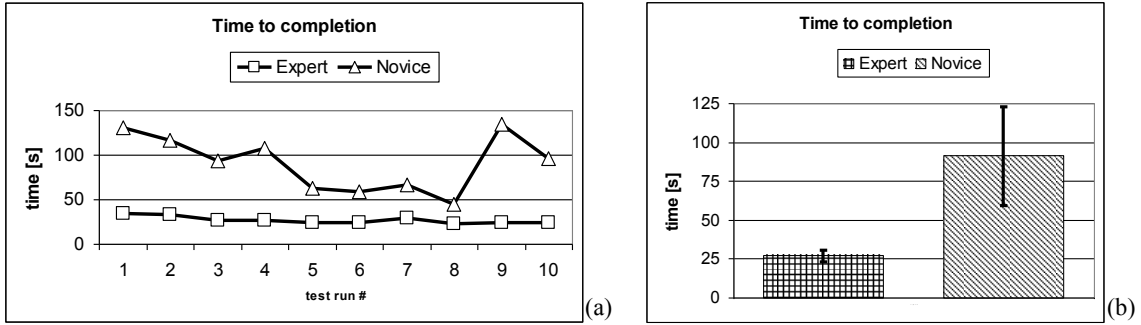 Time to completion
Expert Novice
time [s]
150
100
50
0
1 2 3 4 5 6 7 8 9 10
test run #
(a)
Time to completion
Expert Novice
time [s]
125
100
75
50
25
0
(b)